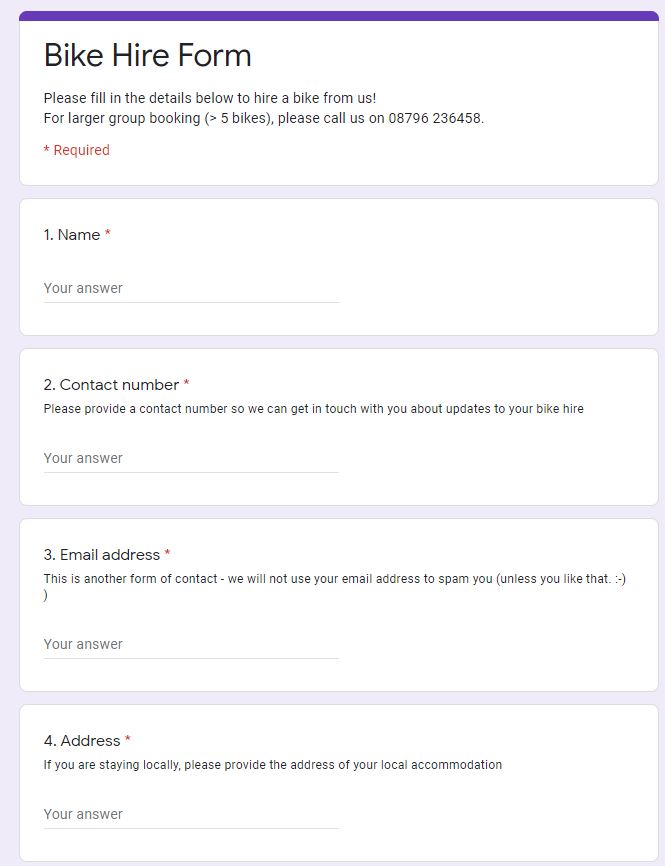 Bike Hire Form
Please fill in the details below to hire a bike from us!
For larger group booking (> 5 bikes), please call us on 08796 236458.
* Required
1. Name *
Your answer
2. Contact number *
Please provide a contact number so we can get in touch with you about updates to your bike hire
Your answer
3. Email address *
This is another form of contact - we will not use your email address to spam you (unless you like that. :-)
)
Your answer
4. Address *
If you are staying locally, please provide the address of your local accommodation
Your answer